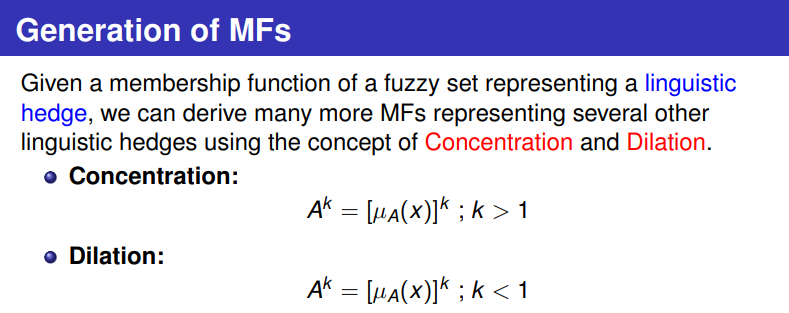 Generation of MFs
Given a membership function of a fuzzy set representing a linguistic
hedge, we can derive many more MFs representing several other
linguistic hedges using the concept of Concentration and Dilation.
Concentration:
A^k = [μ_A(x)]^k ; k > 1
Dilation:
A^k = [μ_A(x)]^k ; k < 1